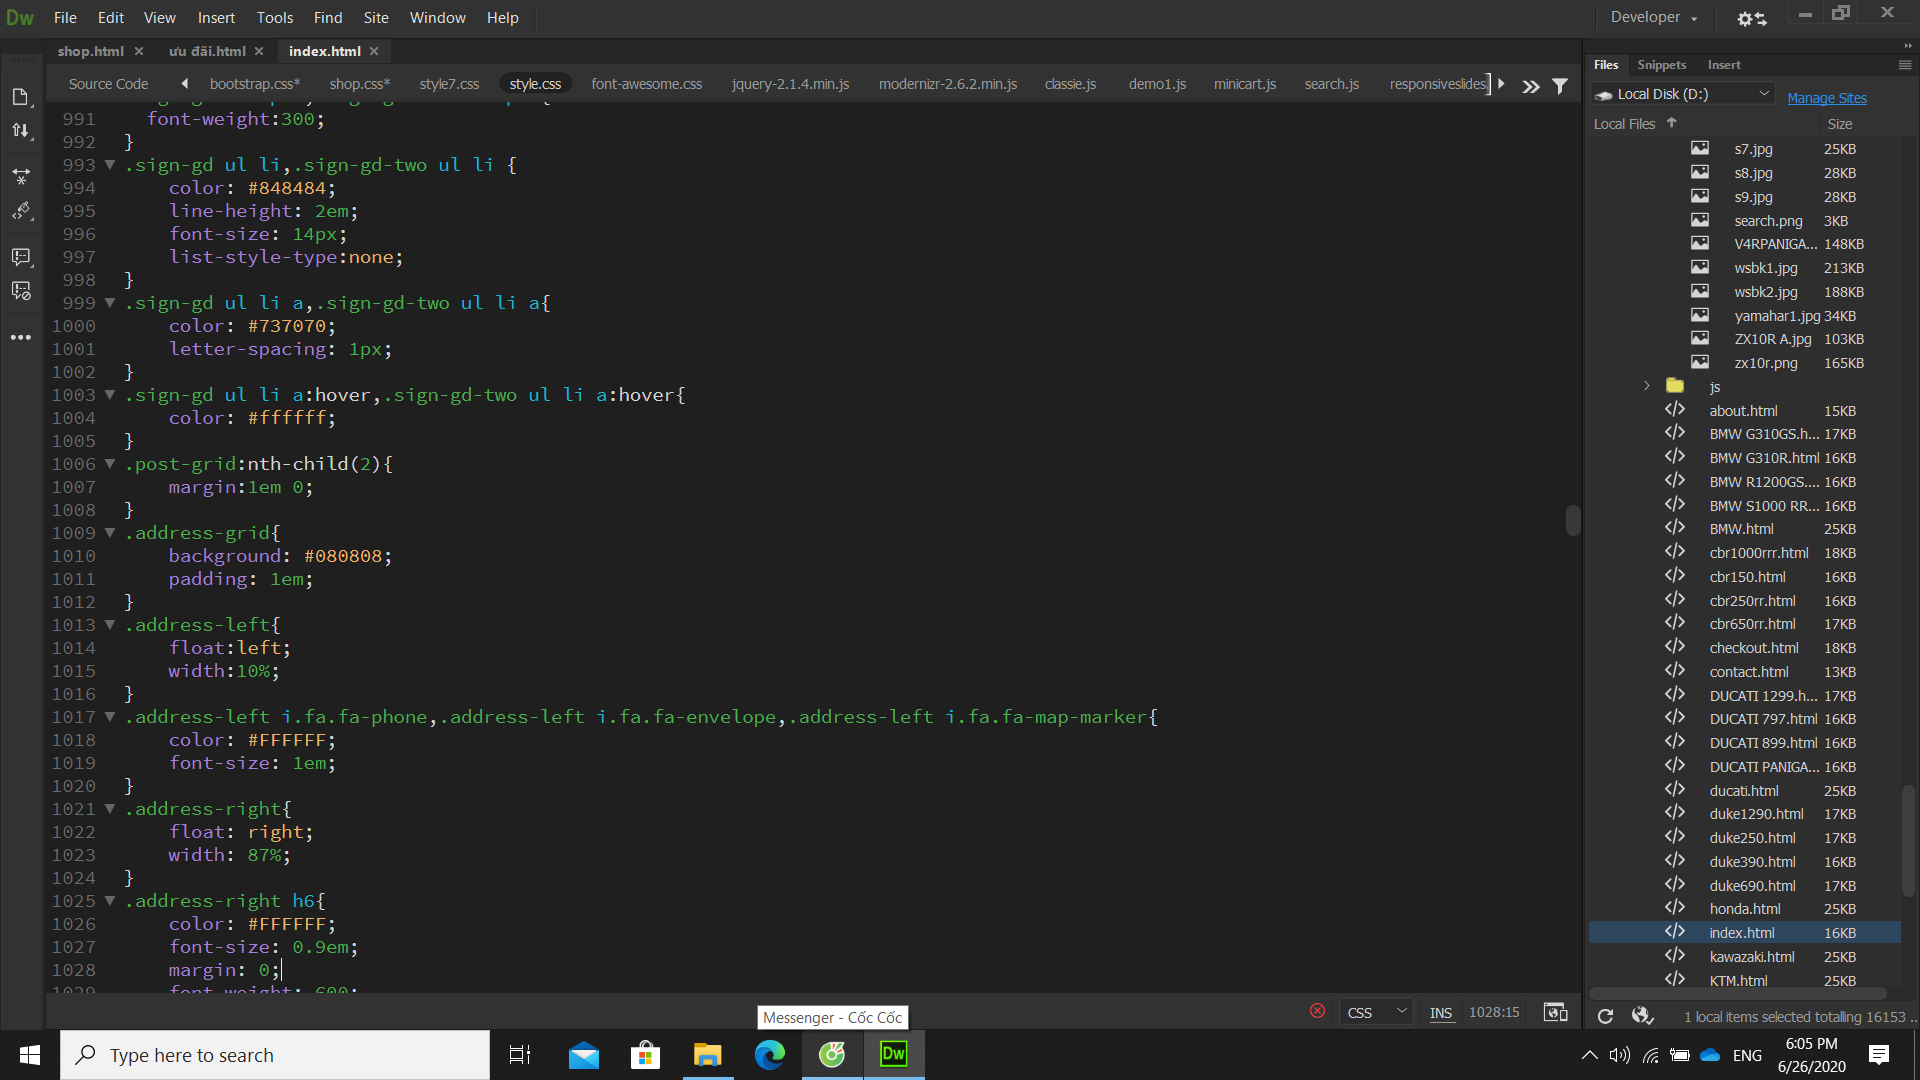 Dw File Edit View Insert Tools Find Site Window Help Developer
shop.html ưu đãi.html index.html
Source Code bootstrap.css* shop.css* style7.css style.css font-awesome.css jquery-2.1.4.min.js modernizr-2.6.2.min.js classie.js demo1.js minicart.js search.js responsiveslides
991 font-weight:300;
992 }
993 .sign-gd ul li,.sign-gd-two ul li {
994 color: #848484;
995 line-height: 2em;
996 font-size: 14px;
997 list-style-type:none;
998 }
999 .sign-gd ul li a,.sign-gd-two ul li a{
1000 color: #737070;
1001 letter-spacing: 1px;
1002 }
1003 .sign-gd ul li a:hover,.sign-gd-two ul li a:hover{
1004 color: #ffffff;
1005 }
1006 .post-grid:nth-child(2){
1007 margin:1em 0;
1008 }
1009 .address-grid{
1010 background: #080808;
1011 padding: 1em;
1012 }
1013 .address-left{
1014 float:left;
1015 width:10%;
1016 }
1017 .address-left i.fa.fa-phone,.address-left i.fa.fa-envelope,.address-left i.fa.fa-map-marker{
1018 color: #FFFFFF;
1019 font-size: 1em;
1020 }
1021 .address-right{
1022 float: right;
1023 width: 87%;
1024 }
1025 .address-right h6{
1026 color: #FFFFFF;
1027 font-size: 0.9em;
1028 margin: 0;
1029 font-weight: 600;
CSS INS 1028:15
Files Snippets Insert
Local Disk (D:) Manage Sites
Local Files Size
s7.jpg 25KB
s8.jpg 28KB
s9.jpg 28KB
search.png 3KB
V4RPANIGA... 148KB
wsbk1.jpg 213KB
wsbk2.jpg 188KB
yamahar1.jpg 34KB
ZX10R A.jpg 103KB
zx10r.png 165KB
js
about.html 15KB
BMW G310GS.h... 17KB
BMW G310R.html 16KB
BMW R1200GS.... 16KB
BMW S1000 RR... 16KB
BMW.html 25KB
cbr1000rrr.html 18KB
cbr150.html 16KB
cbr250rr.html 16KB
cbr650rr.html 17KB
checkout.html 18KB
contact.html 13KB
DUCATI 1299.h... 17KB
DUCATI 797.html 16KB
DUCATI 899.html 16KB
DUCATI PANIGA... 16KB
ducati.html 25KB
duke1290.html 17KB
duke250.html 17KB
duke390.html 16KB
duke690.html 17KB
honda.html 25KB
index.html 16KB
kawazaki.html 25KB
KTM.html 25KB
1 local items selected totalling 16153 ..
Messenger - Cốc Cốc
Type here to search
Dw
ENG
6:05 PM
6/26/2020